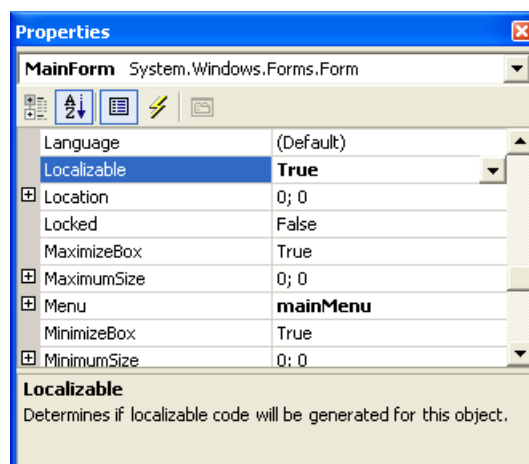 Properties
MainForm System.Windows.Forms.Form
Language (Default)
Localizable True
Location 0; 0
Locked False
MaximizeBox True
MaximumSize 0; 0
Menu mainMenu
MinimizeBox True
MinimumSize 0; 0
Localizable
Determines if localizable code will be generated for this object.